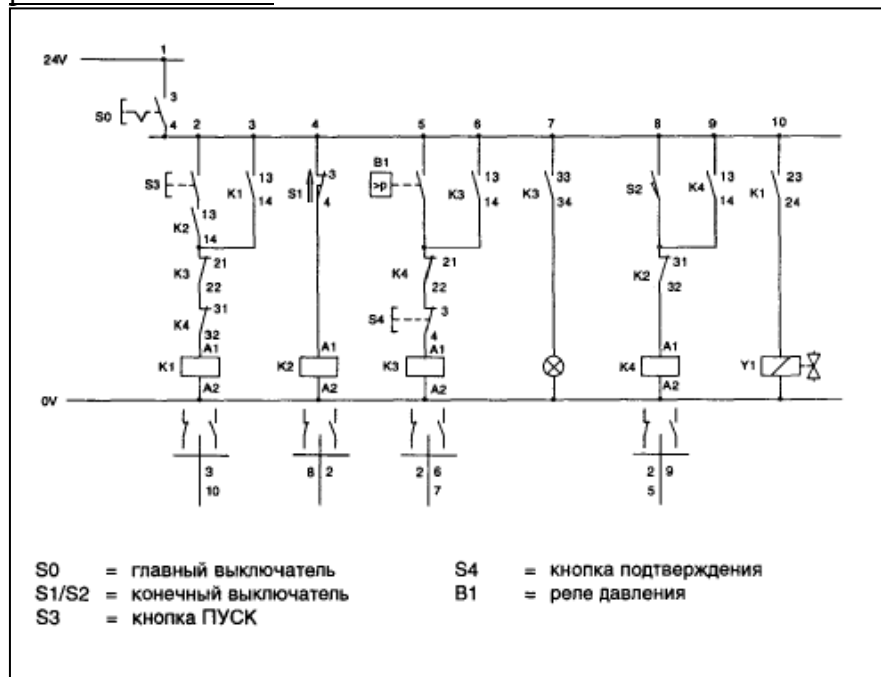 1
24V
3
S0
4
2 3 4 5 6 7 8 9 10
B1
S3 K1 13 14 S1 3 4 >p K3 13 14 K3 33 34 S2 K4 13 14 K1 23 24
K2 13 14
K3 21 22 K4 21 22 K2 31 32
K4 31 32 S4 3 4
A1 A1 A1 A1
K1 K2 K3 K4 Y1
A2 A2 A2 A2
0V
3 8 2 2 6 2 9
10 7 5
S0 = главный выключатель
S1/S2 = конечный выключатель
S3 = кнопка ПУСК
S4 = кнопка подтверждения
B1 = реле давления